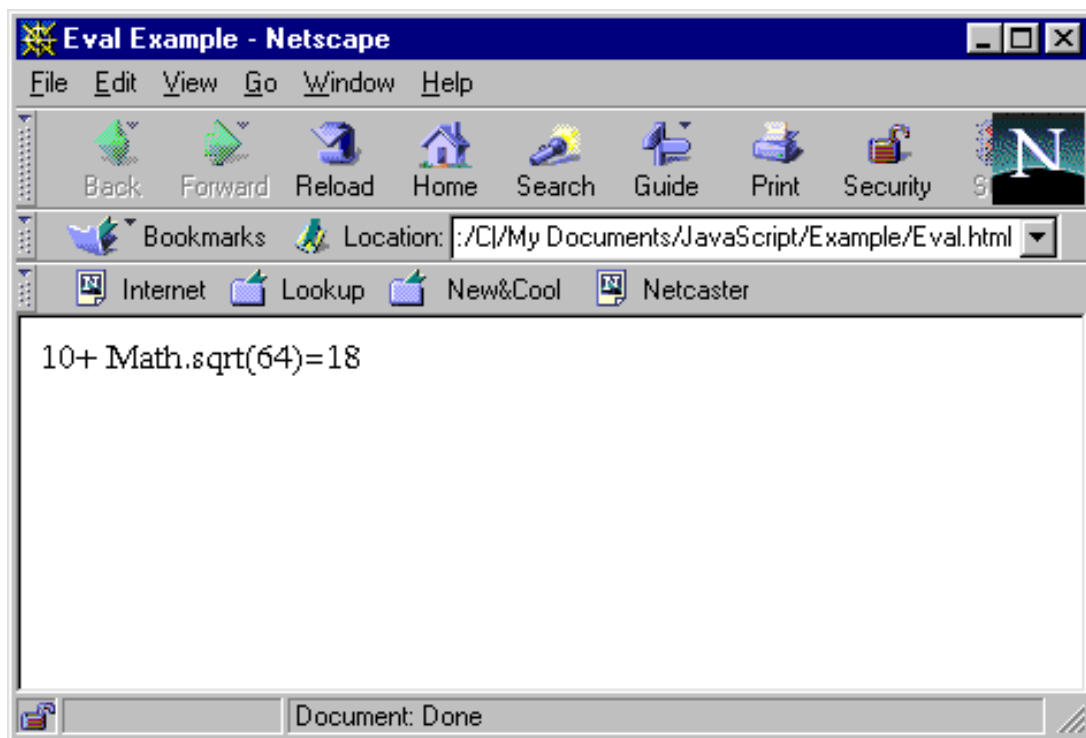 Eval Example - Netscape
File Edit View Go Window Help
Back Forward Reload Home Search Guide Print Security
N
Bookmarks Location: :/C|/My Documents/JavaScript/Example/Eval.html
Internet Lookup New&Cool Netcaster
10+ Math.sqrt(64)=18
Document: Done